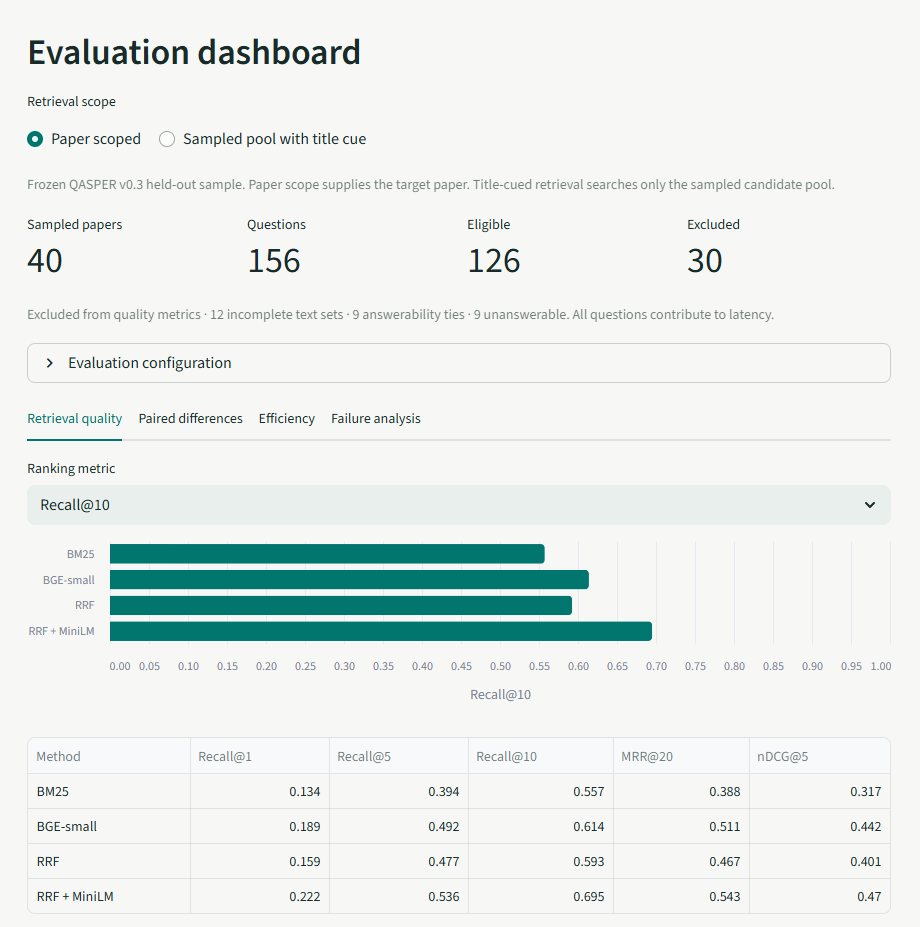 Evaluation dashboard
Retrieval scope
Paper scoped Sampled pool with title cue
Frozen QASPER v0.3 held-out sample. Paper scope supplies the target paper. Title-cued retrieval searches only the sampled candidate pool.
Sampled papers Questions Eligible Excluded
40 156 126 30
Excluded from quality metrics · 12 incomplete text sets · 9 answerability ties · 9 unanswerable. All questions contribute to latency.
Evaluation configuration
Retrieval quality Paired differences Efficiency Failure analysis
Ranking metric
Recall@10
BM25
BGE-small
RRF
RRF + MiniLM
0.00 0.05 0.10 0.15 0.20 0.25 0.30 0.35 0.40 0.45 0.50 0.55 0.60 0.65 0.70 0.75 0.80 0.85 0.90 0.95 1.00
Recall@10
Method Recall@1 Recall@5 Recall@10 MRR@20 nDCG@5
BM25 0.134 0.394 0.557 0.388 0.317
BGE-small 0.189 0.492 0.614 0.511 0.442
RRF 0.159 0.477 0.593 0.467 0.401
RRF + MiniLM 0.222 0.536 0.695 0.543 0.47